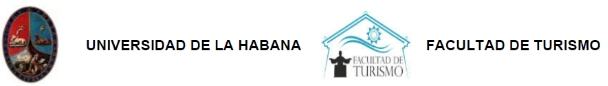 UNIVERSIDAD DE LA HABANA
FACULTAD DE
TURISMO
FACULTAD DE TURISMO